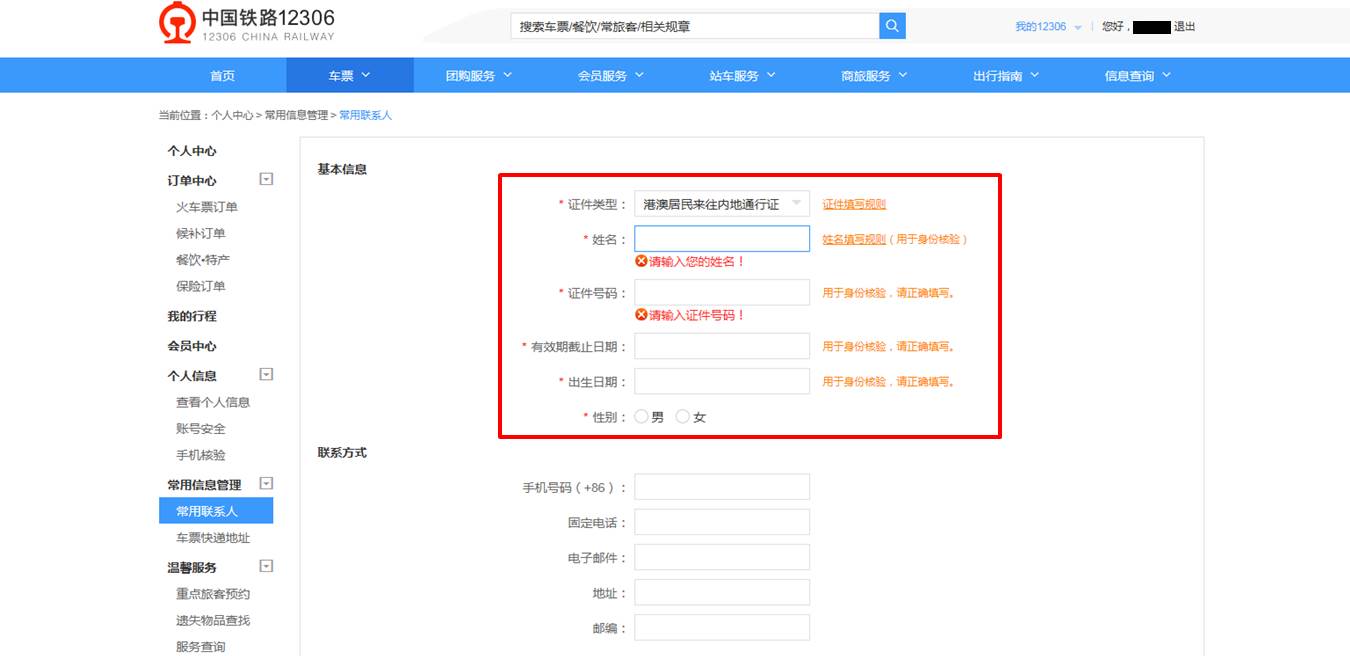 中国铁路12306
12306 CHINA RAILWAY
搜索车票/餐饮/常旅客/相关规章
我的12306 | 您好， 退出
首页 车票 团购服务 会员服务 站车服务 商旅服务 出行指南 信息查询
当前位置：个人中心 > 常用信息管理 > 常用联系人
个人中心
订单中心
火车票订单
候补订单
餐饮•特产
保险订单
我的行程
会员中心
个人信息
查看个人信息
账号安全
手机核验
常用信息管理
常用联系人
车票快递地址
温馨服务
重点旅客预约
遗失物品查找
服务查询
基本信息
* 证件类型： 港澳居民来往内地通行证 证件填写规则
* 姓名： 姓名填写规则（用于身份核验）
请输入您的姓名！
* 证件号码： 用于身份核验，请正确填写。
请输入证件号码！
* 有效期截止日期： 用于身份核验，请正确填写。
* 出生日期： 用于身份核验，请正确填写。
* 性别： 男 女
联系方式
手机号码（+86）：
固定电话：
电子邮件：
地址：
邮编：